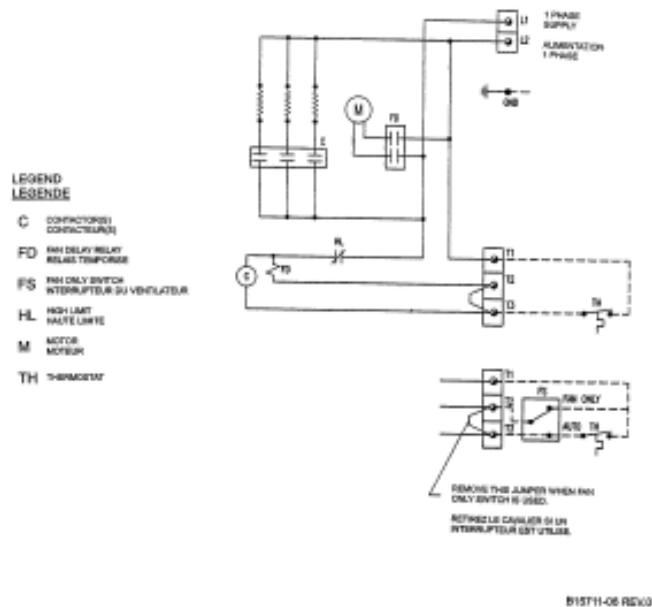 L1
L2
1 PHASE
SUPPLY
ALIMENTATION
1 PHASE
GND
M
FD
C
LEGEND
LEGENDE
C CONTACTOR(S)
CONTACTEUR(S)
FD FAN DELAY RELAY
RELAIS TEMPORISE
FS FAN ONLY SWITCH
INTERRUPTEUR DU VENTILATEUR
HL HIGH LIMIT
HAUTE LIMITE
M MOTOR
MOTEUR
TH THERMOSTAT
HL
C
FD
T1
T2
T3
TH
T1
T2
T3
FS
FAN ONLY
AUTO TH
REMOVE THIS JUMPER WHEN FAN
ONLY SWITCH IS USED.
RETIREZ LE CAVALIER SI UN
INTERRUPTEUR EST UTILISE.
B15711-06 REV.0